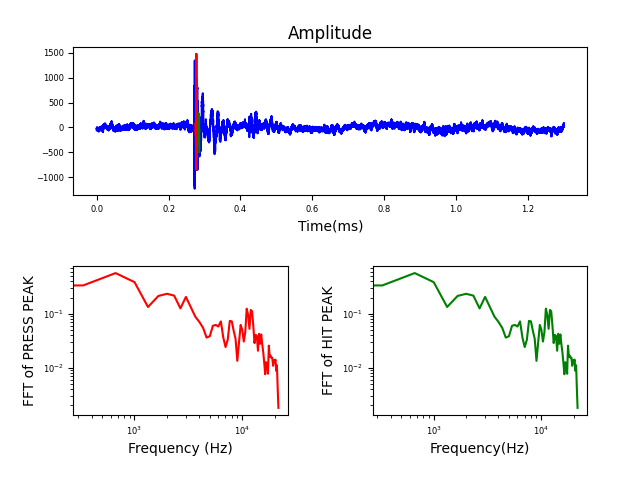 Amplitude
1500
1000
500
0
−500
−1000
0.0 0.2 0.4 0.6 0.8 1.0 1.2
Time(ms)
FFT of PRESS PEAK
10⁻¹
10⁻²
10³ 10⁴
Frequency (Hz)
FFT of HIT PEAK
10⁻¹
10⁻²
10³ 10⁴
Frequency(Hz)